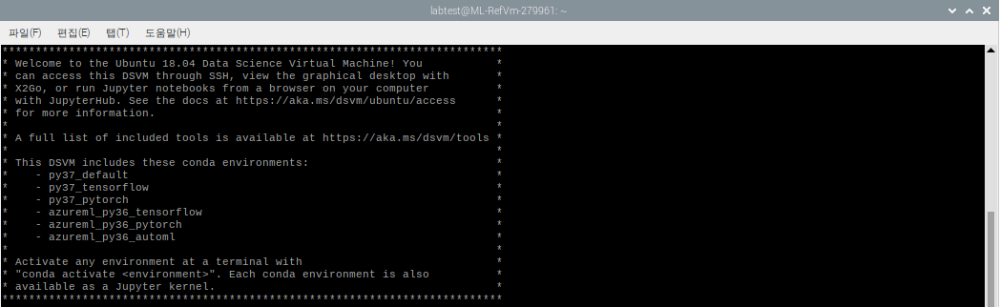 labtest@ML-RefVm-279961: ~
파일(F) 편집(E) 탭(T) 도움말(H)
***************************************************************************
* Welcome to the Ubuntu 18.04 Data Science Virtual Machine! You           *
* can access this DSVM through SSH, view the graphical desktop with       *
* X2Go, or run Jupyter notebooks from a browser on your computer          *
* with JupyterHub. See the docs at https://aka.ms/dsvm/ubuntu/access      *
* for more information.                                                   *
*                                                                         *
* A full list of included tools is available at https://aka.ms/dsvm/tools *
*                                                                         *
* This DSVM includes these conda environments:                            *
*    - py37_default                                                       *
*    - py37_tensorflow                                                    *
*    - py37_pytorch                                                       *
*    - azureml_py36_tensorflow                                            *
*    - azureml_py36_pytorch                                               *
*    - azureml_py36_automl                                                *
*                                                                         *
* Activate any environment at a terminal with                             *
* "conda activate <environment>". Each conda environment is also          *
* available as a Jupyter kernel.                                          *
***************************************************************************